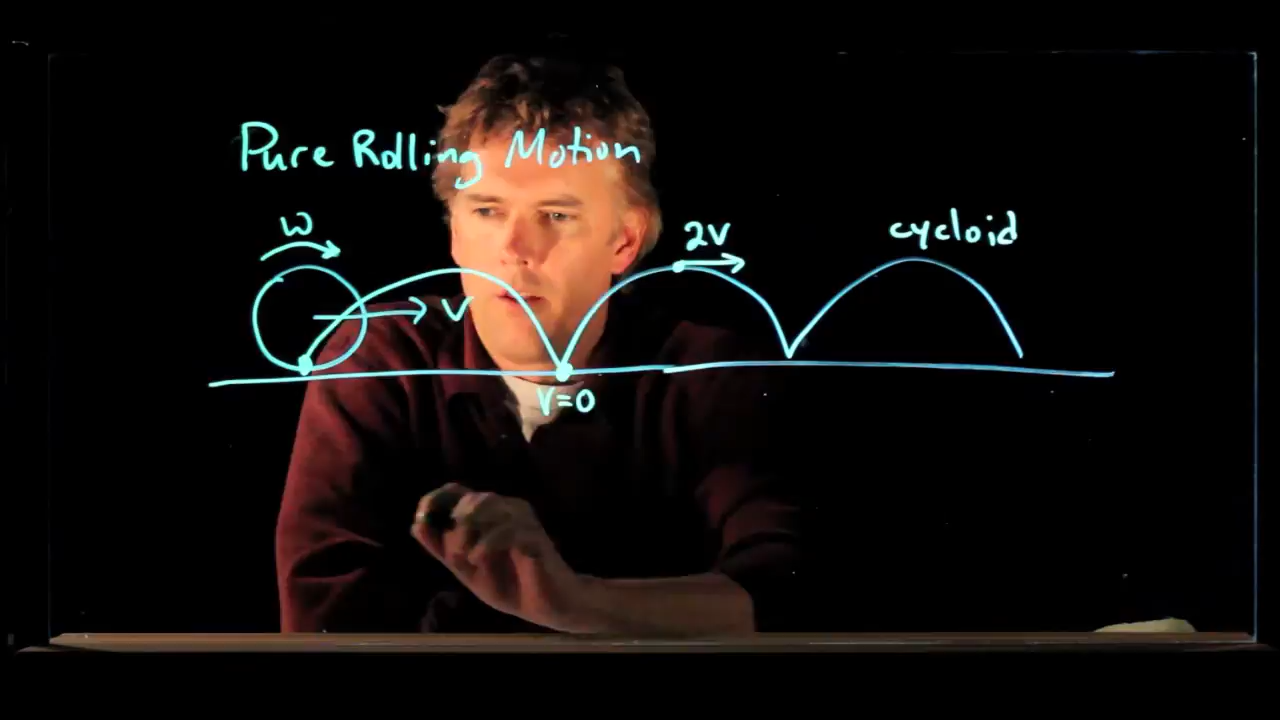 Pure Rolling Motion
ω
2v
cycloid
v
v=0